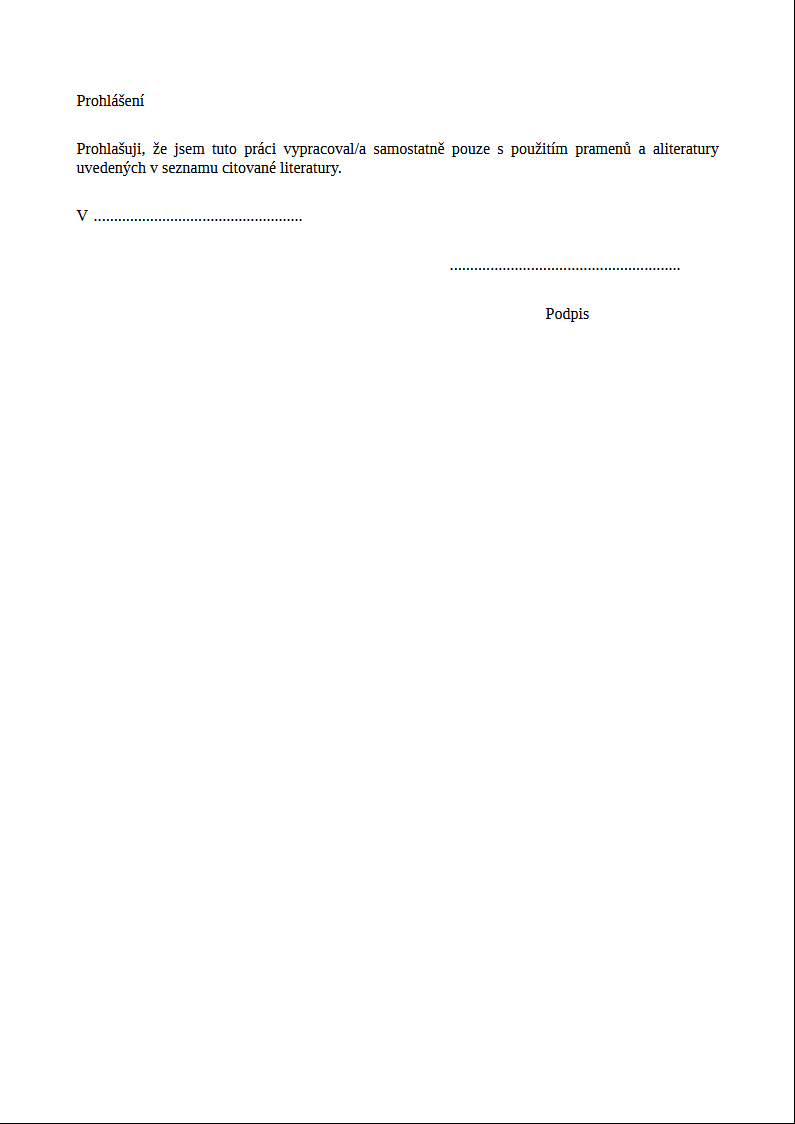 Prohlášení
Prohlašuji, že jsem tuto práci vypracoval/a samostatně pouze s použitím pramenů a aliteratury
uvedených v seznamu citované literatury.
V ....................................................
.........................................................
Podpis